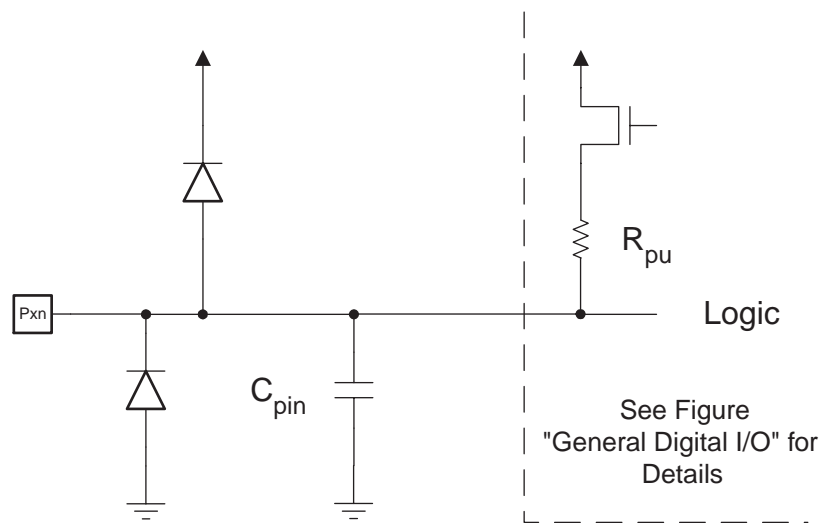 R
pu
Pxn
Logic
C
pin
See Figure
"General Digital I/O" for
Details